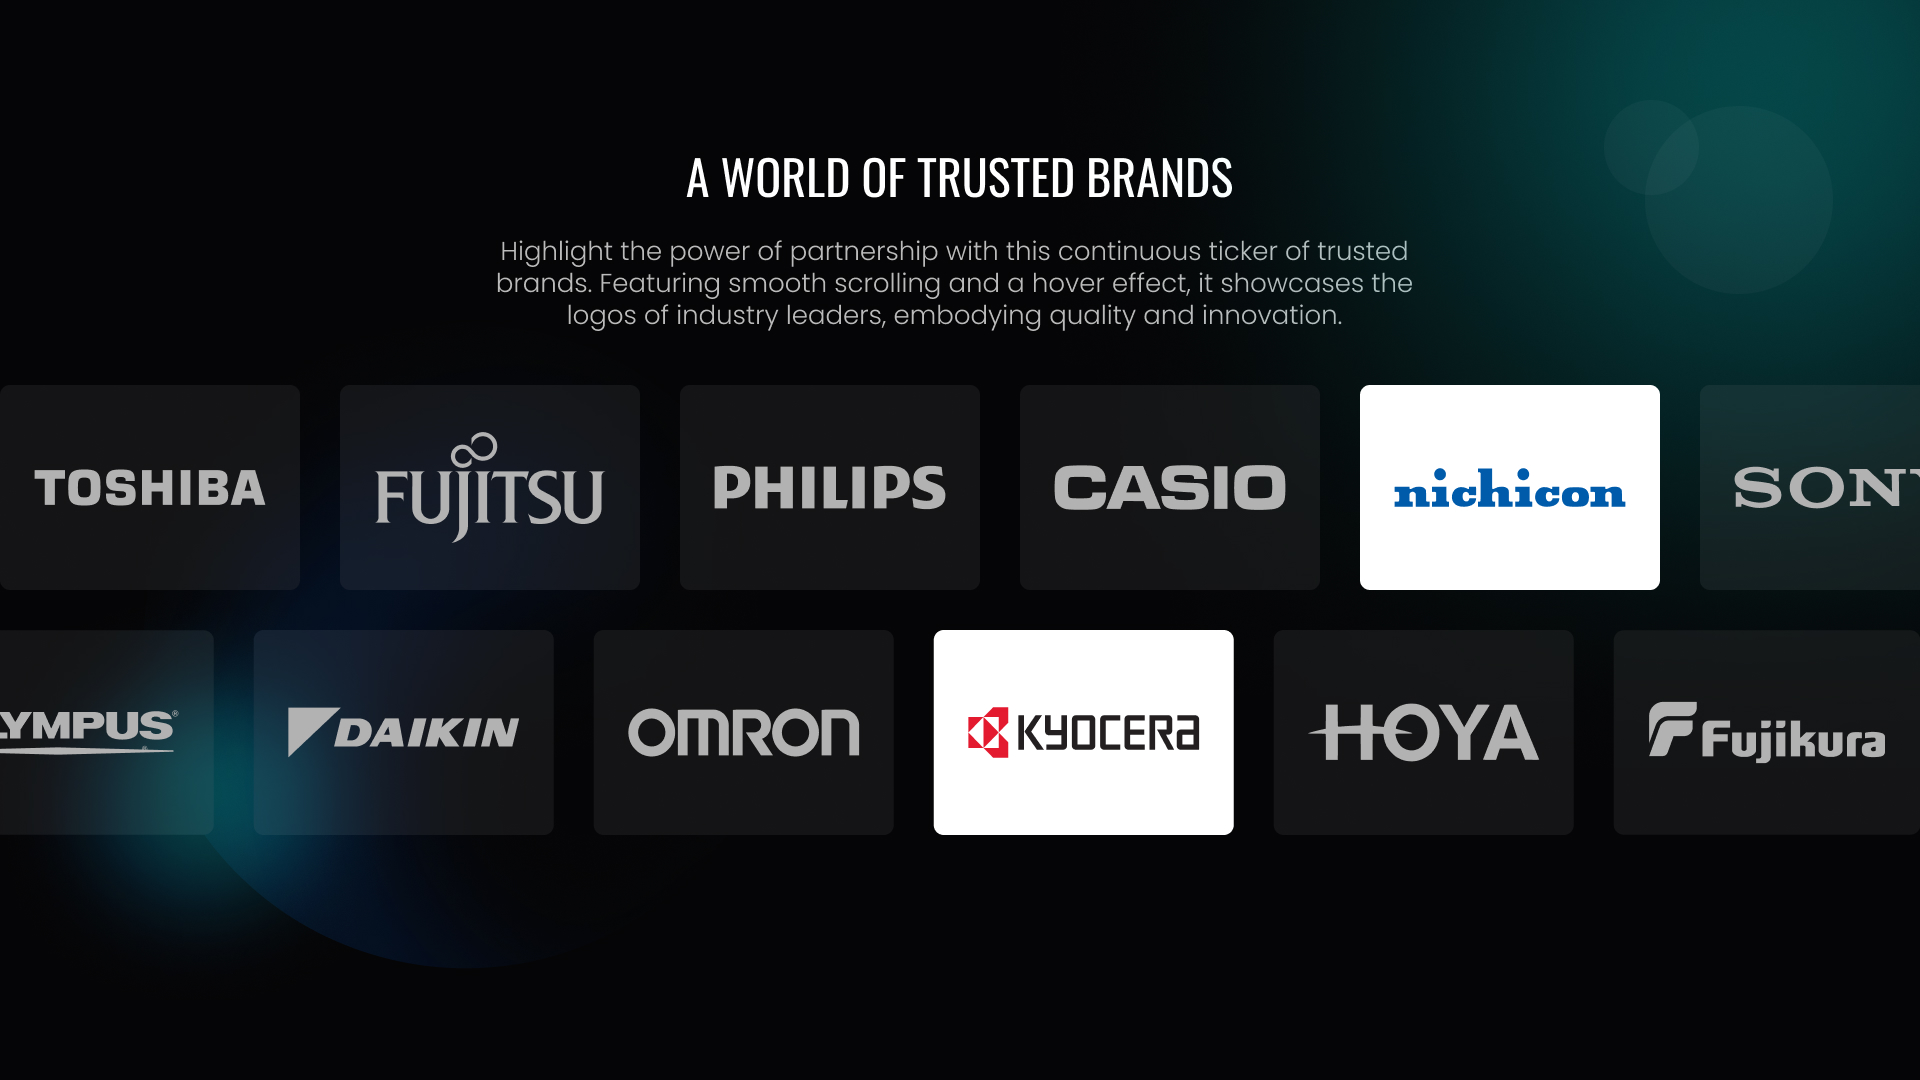 A WORLD OF TRUSTED BRANDS
Highlight the power of partnership with this continuous ticker of trusted
brands. Featuring smooth scrolling and a hover effect, it showcases the
logos of industry leaders, embodying quality and innovation.
TOSHIBA
FUJITSU
PHILIPS
CASIO
nichicon
SON
YMPUS®
DAIKIN
OMRON
KYOCERA
HOYA
Fujikura